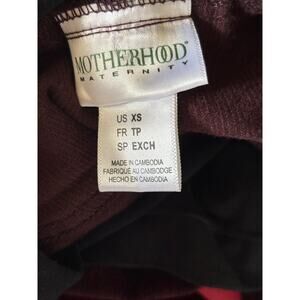 MOTHERHOOD
MATERNITY
US XS
FR TP
SP EXCH
MADE IN CAMBODIA
FABRIQUÉ AU CAMBODGE
HECHO EN CAMBODIA